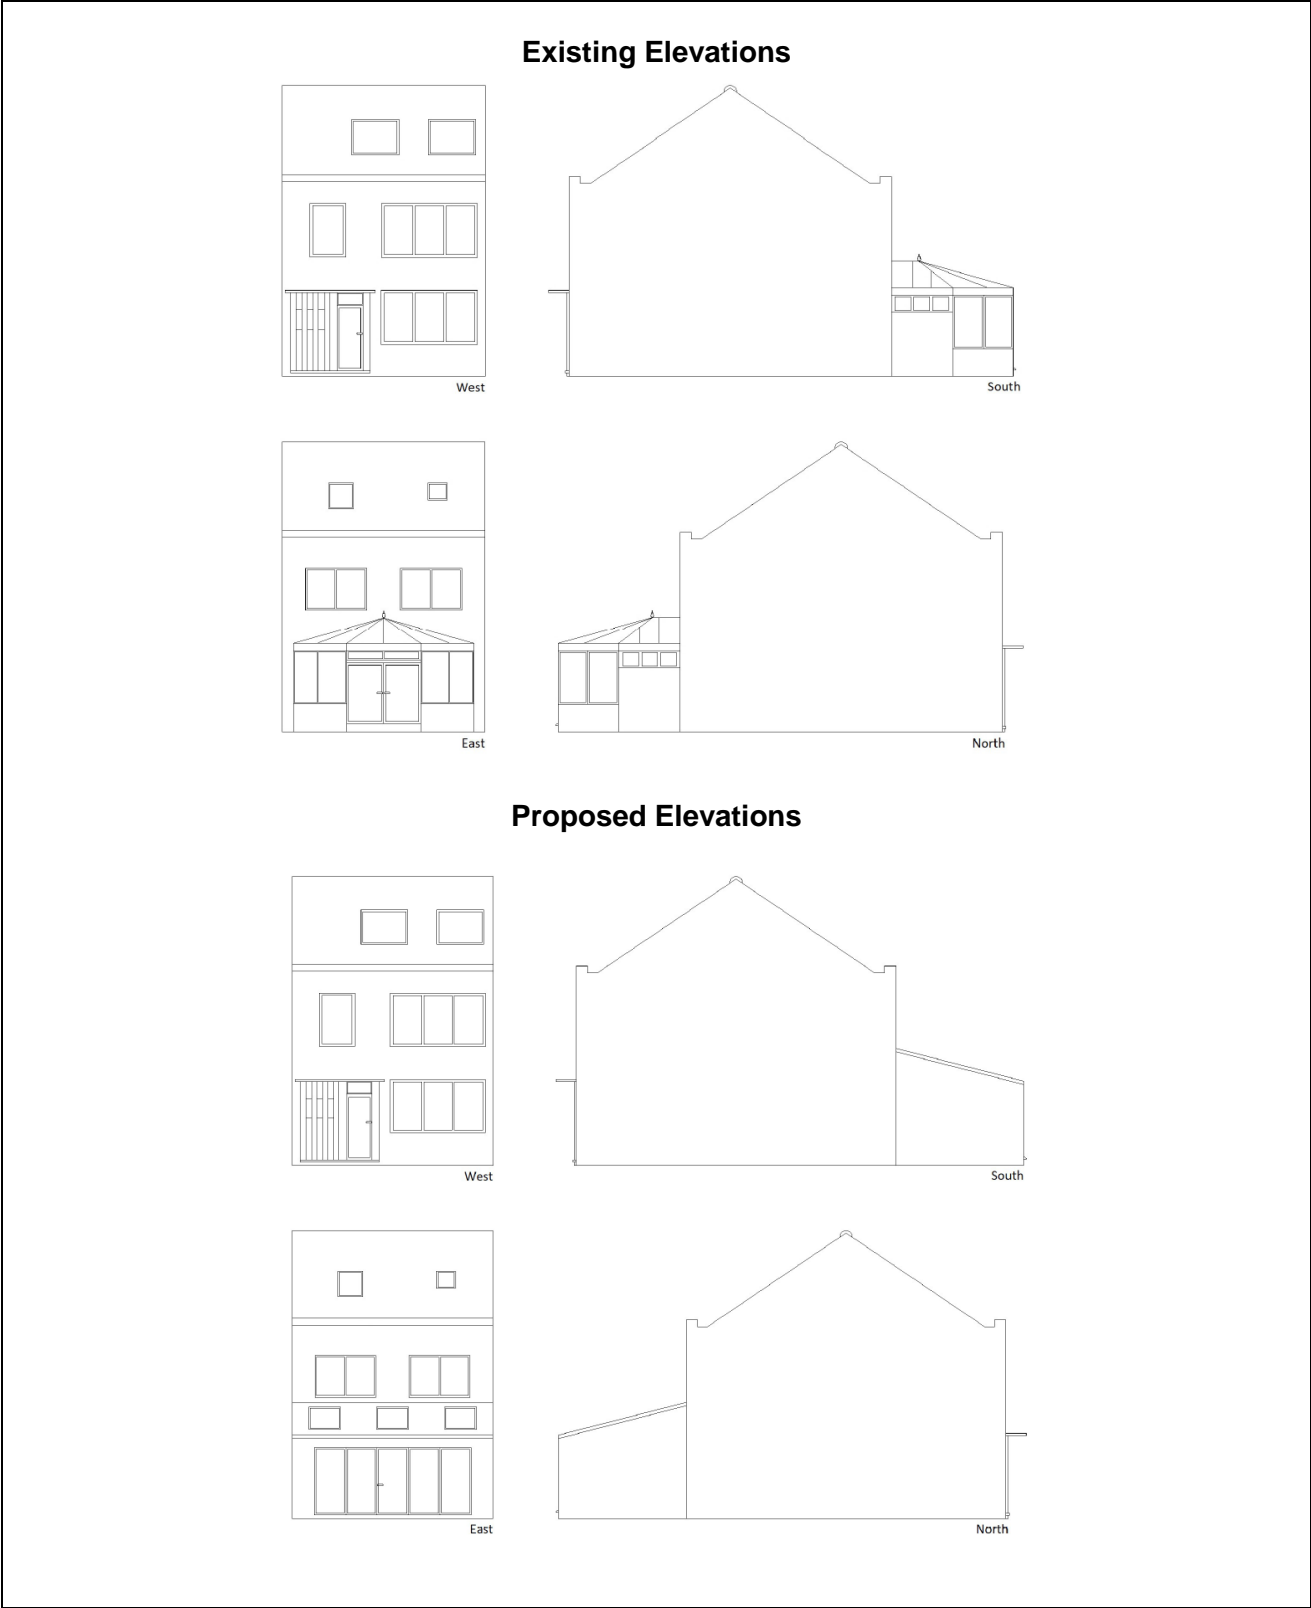 Existing Elevations
West
South
East
North
Proposed Elevations
West
South
East
North